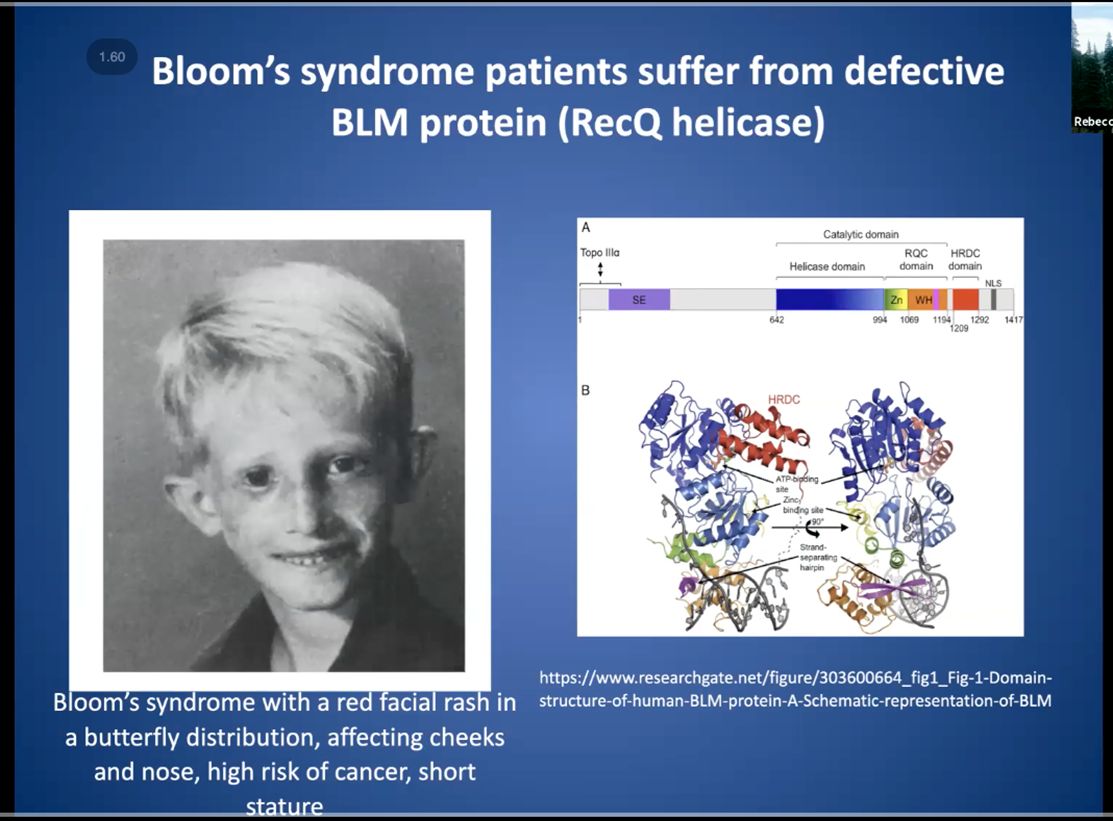 1.60
Bloom's syndrome patients suffer from defective
BLM protein (RecQ helicase)
Rebecc
A
Catalytic domain
Topo IIIα
RQC
domain
HRDC
domain
Helicase domain
NLS
SE
Zn
WH
1
642
994
1069
1194
1209
1292
1417
B
HRDC
ATP-binding
site
Zinc-
binding site
90°
Strand-
separating
hairpin
https://www.researchgate.net/figure/303600664_fig1_Fig-1-Domain-
structure-of-human-BLM-protein-A-Schematic-representation-of-BLM
Bloom's syndrome with a red facial rash in
a butterfly distribution, affecting cheeks
and nose, high risk of cancer, short
stature